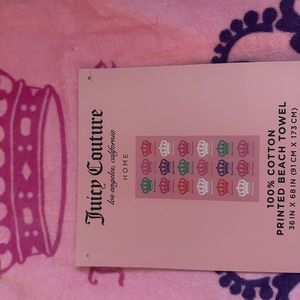 Juicy Couture
los angeles, california
HOME
100% COTTON
PRINTED BEACH TOWEL
36 IN X 68 IN (91 CM X 173 CM)